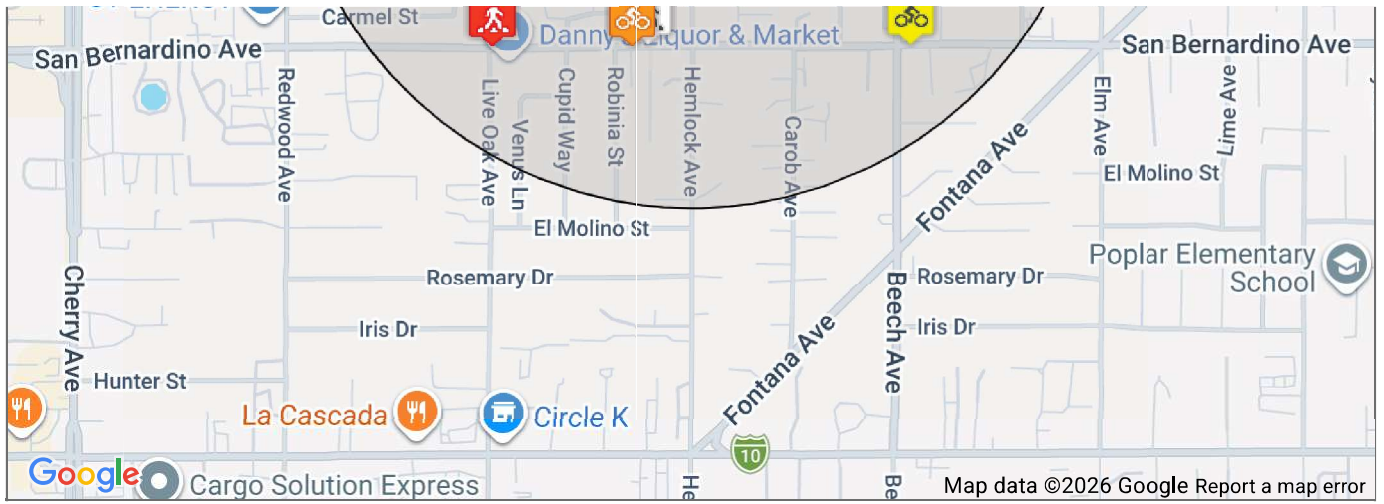 Carmel St
San Bernardino Ave
Danny's Liquor & Market
San Bernardino Ave
Redwood Ave
Live Oak Ave
Venus Ln
Cupid Way
Robinia St
Hemlock Ave
Carob Ave
Elm Ave
Lime Ave
El Molino St
Fontana Ave
El Molino St
Poplar Elementary
School
Rosemary Dr
Rosemary Dr
Cherry Ave
Beech Ave
Iris Dr
Iris Dr
Fontana Ave
Hunter St
La Cascada
Circle K
10
Google
Cargo Solution Express
He
Be
Map data ©2026 Google
Report a map error